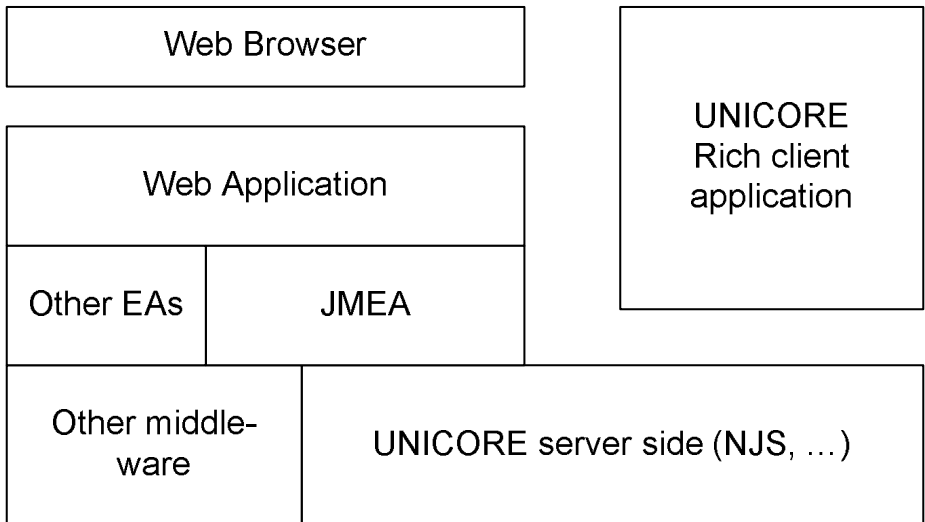 Web Browser
UNICORE
Rich client
application
Web Application
Other EAs
JMEA
Other middle-
ware
UNICORE server side (NJS, …)